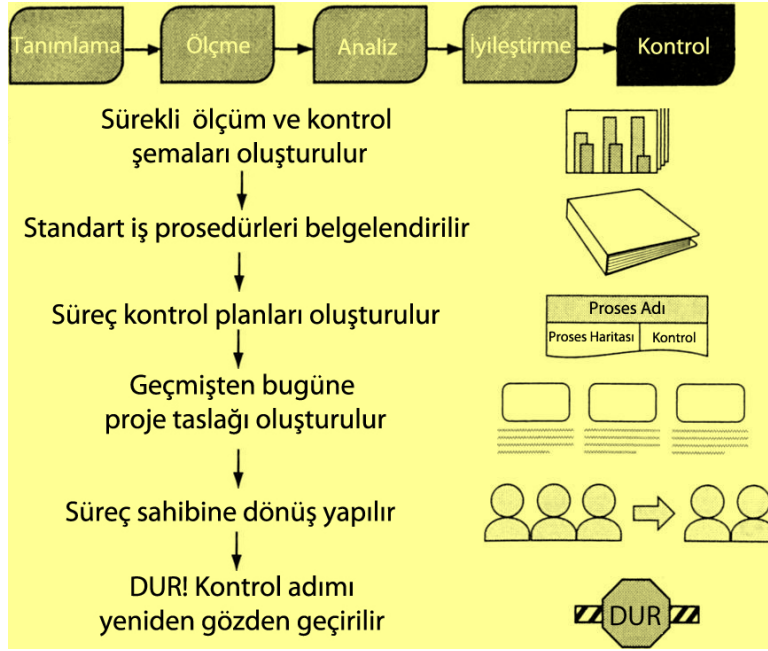 Tanımlama
Ölçme
Analiz
İyileştirme
Kontrol
Sürekli ölçüm ve kontrol
şemaları oluşturulur
Standart iş prosedürleri belgelendirilir
Süreç kontrol planları oluşturulur
Proses Adı
Proses Haritası
Kontrol
Geçmişten bugüne
proje taslağı oluşturulur
Süreç sahibine dönüş yapılır
DUR! Kontrol adımı
yeniden gözden geçirilir
DUR